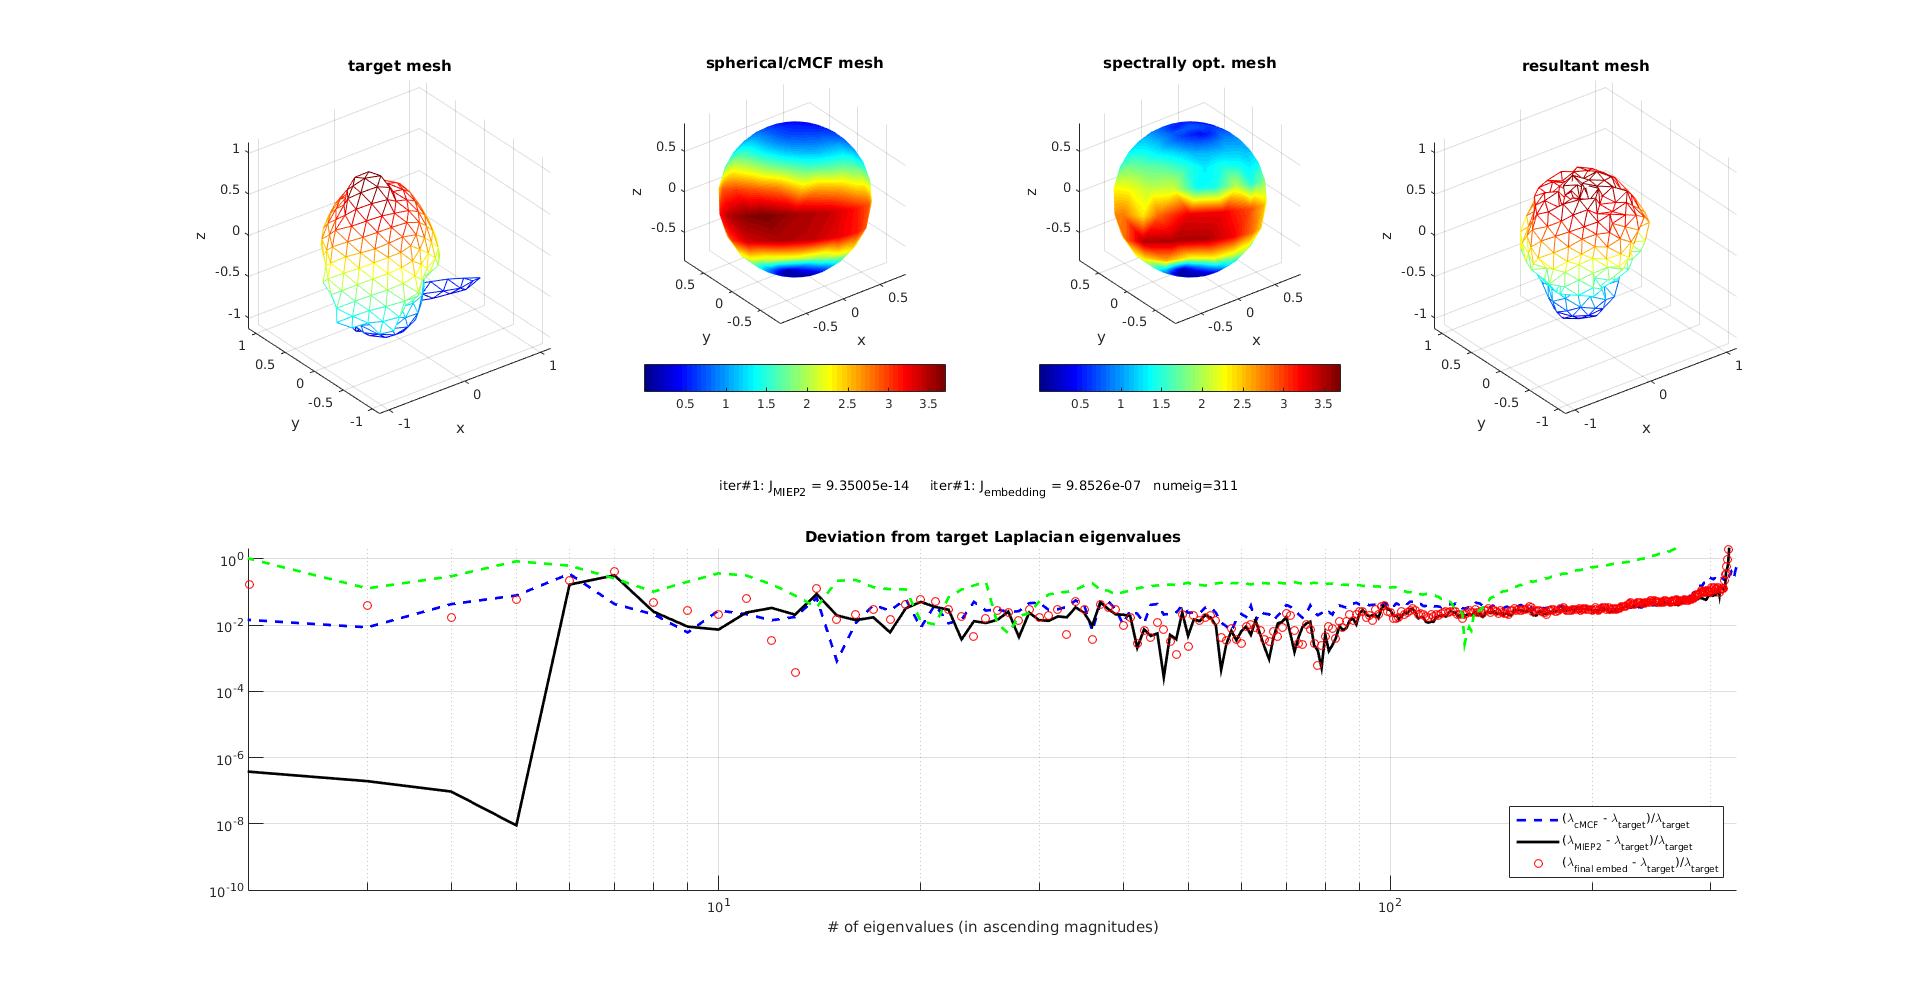 target mesh
spherical/cMCF mesh
spectrally opt. mesh
resultant mesh
1
0.5
0
-0.5
-1
z
1
0.5
0
-0.5
-1
y
-1
0
1
x
0.5
0
-0.5
z
0.5
0
-0.5
y
-0.5
0
0.5
x
0.5 1 1.5 2 2.5 3 3.5
0.5
0
-0.5
z
0.5
0
-0.5
y
-0.5
0
0.5
x
0.5 1 1.5 2 2.5 3 3.5
1
0.5
0
-0.5
-1
z
1
0.5
0
-0.5
-1
y
-1
0
1
x
iter#1: J_MIEP2 = 9.35005e-14 iter#1: J_embedding = 9.8526e-07 numeig=311
Deviation from target Laplacian eigenvalues
10^0
10^-2
10^-4
10^-6
10^-8
10^-10
10^1 10^2
# of eigenvalues (in ascending magnitudes)
(λ_cMCF - λ_target)/λ_target
(λ_MIEP2 - λ_target)/λ_target
(λ_final embed - λ_target)/λ_target